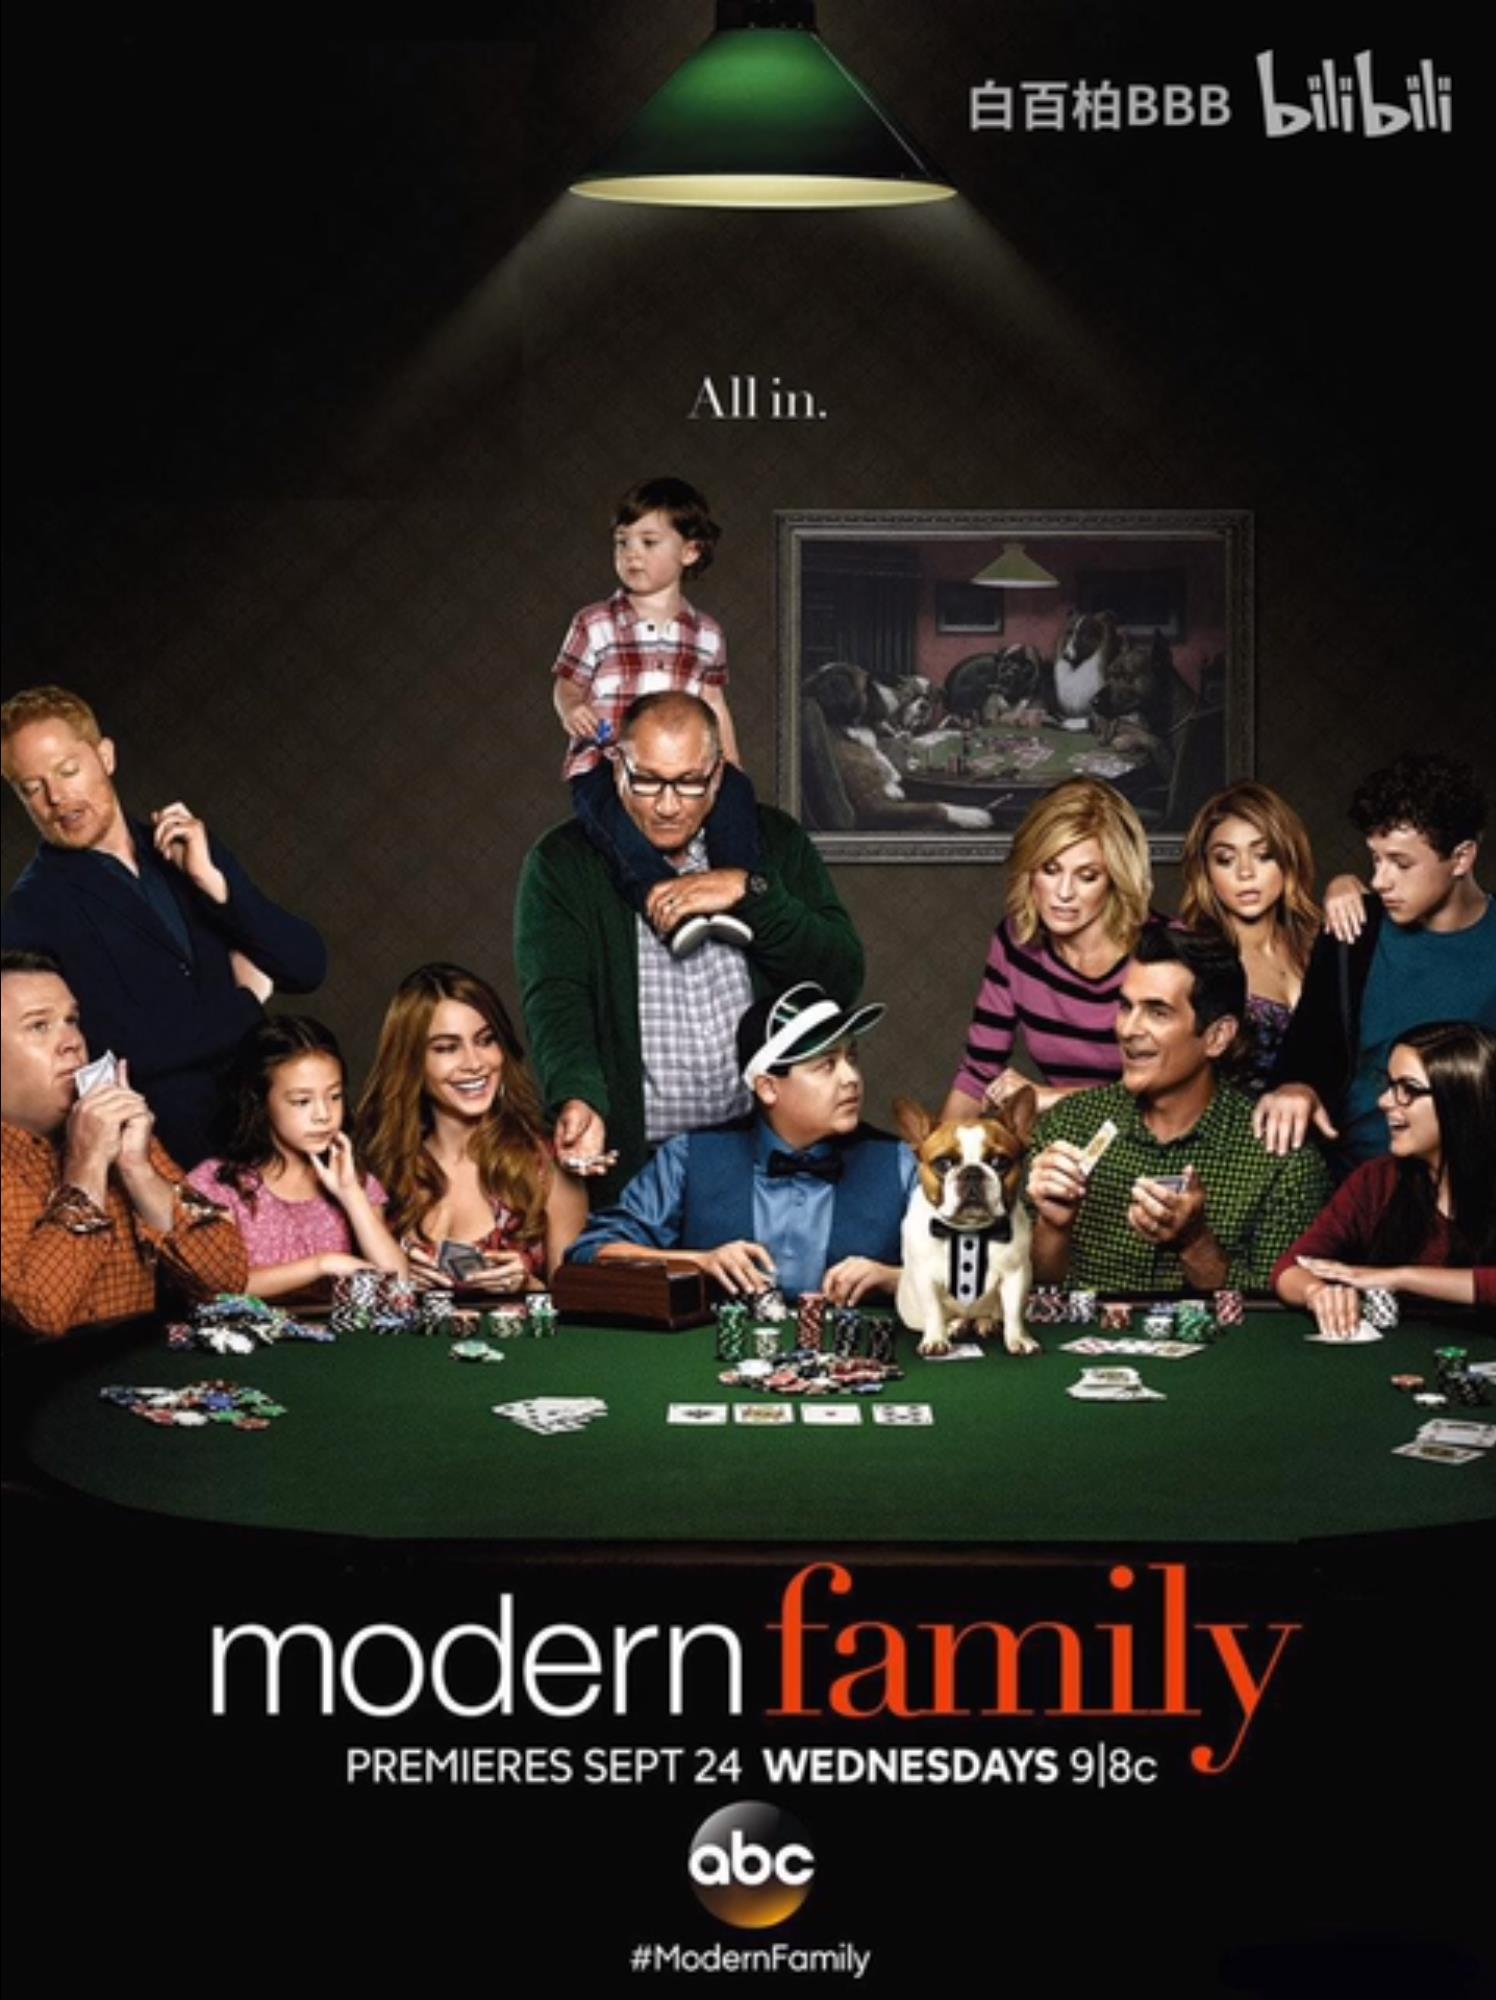 白百柏BBB bilibili
All in.
modern family
PREMIERES SEPT 24 WEDNESDAYS 9|8c
abc
#ModernFamily